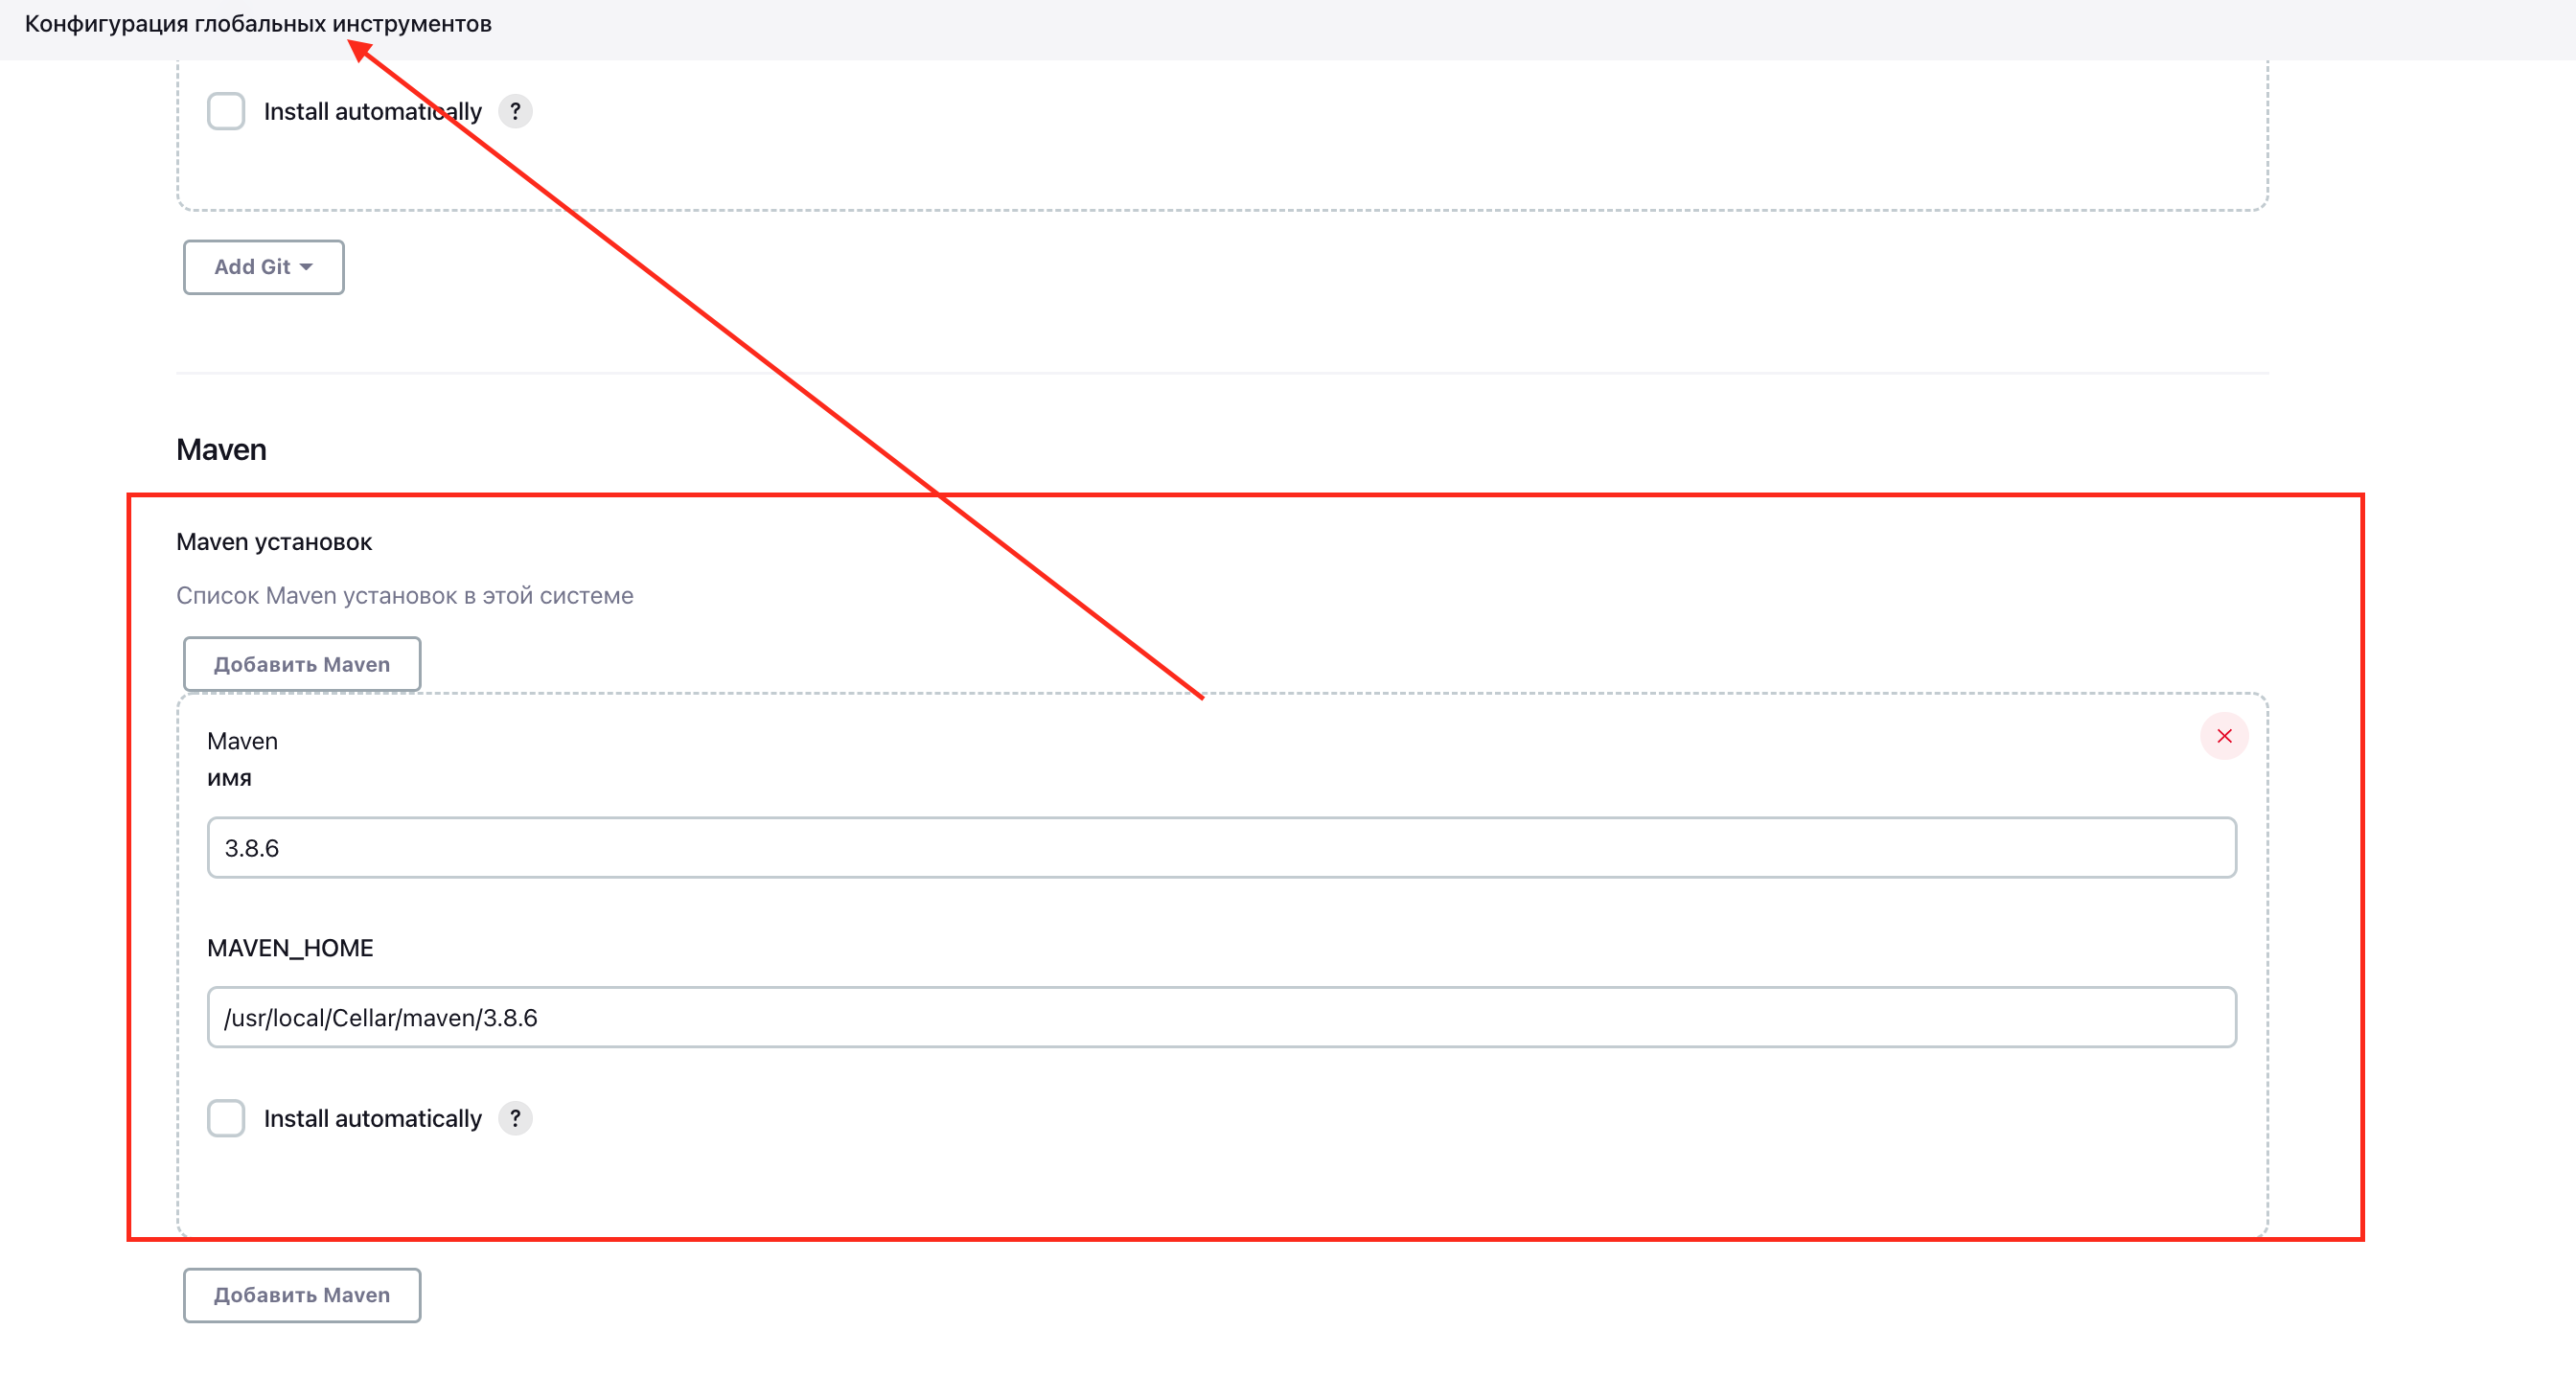 Конфигурация глобальных инструментов
Install automatically ?
Add Git
Maven
Maven установок
Список Maven установок в этой системе
Добавить Maven
Maven
имя
3.8.6
MAVEN_HOME
/usr/local/Cellar/maven/3.8.6
Install automatically ?
Добавить Maven